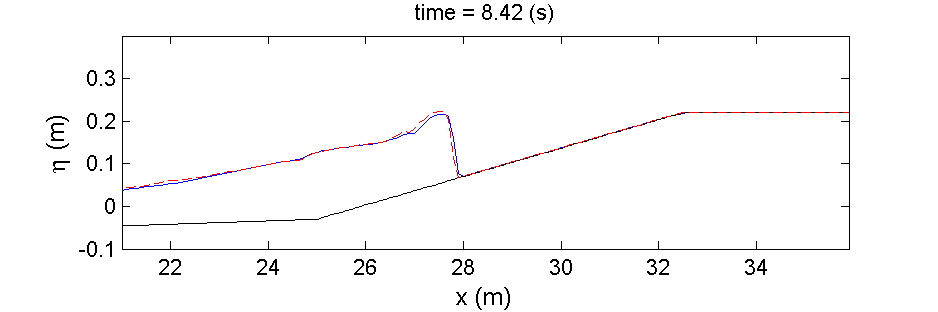 time = 8.42 (s)
η (m)
0.3
0.2
0.1
0
-0.1
22 24 26 28 30 32 34
x (m)